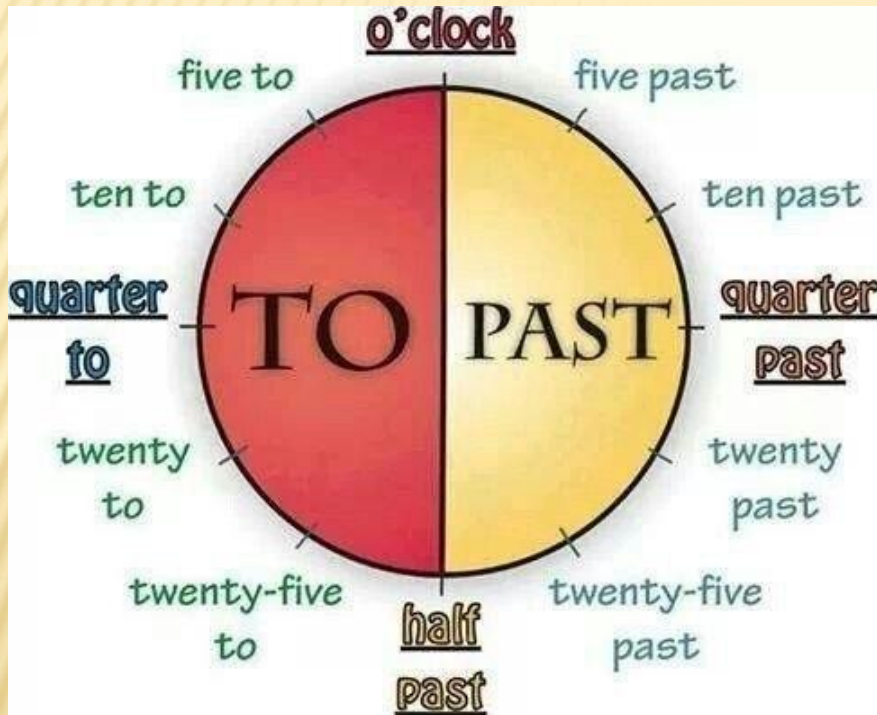 o'clock
five to
five past
ten to
ten past
quarter
to
TO
PAST
quarter
past
twenty
to
twenty
past
twenty-five
to
half
past
twenty-five
past